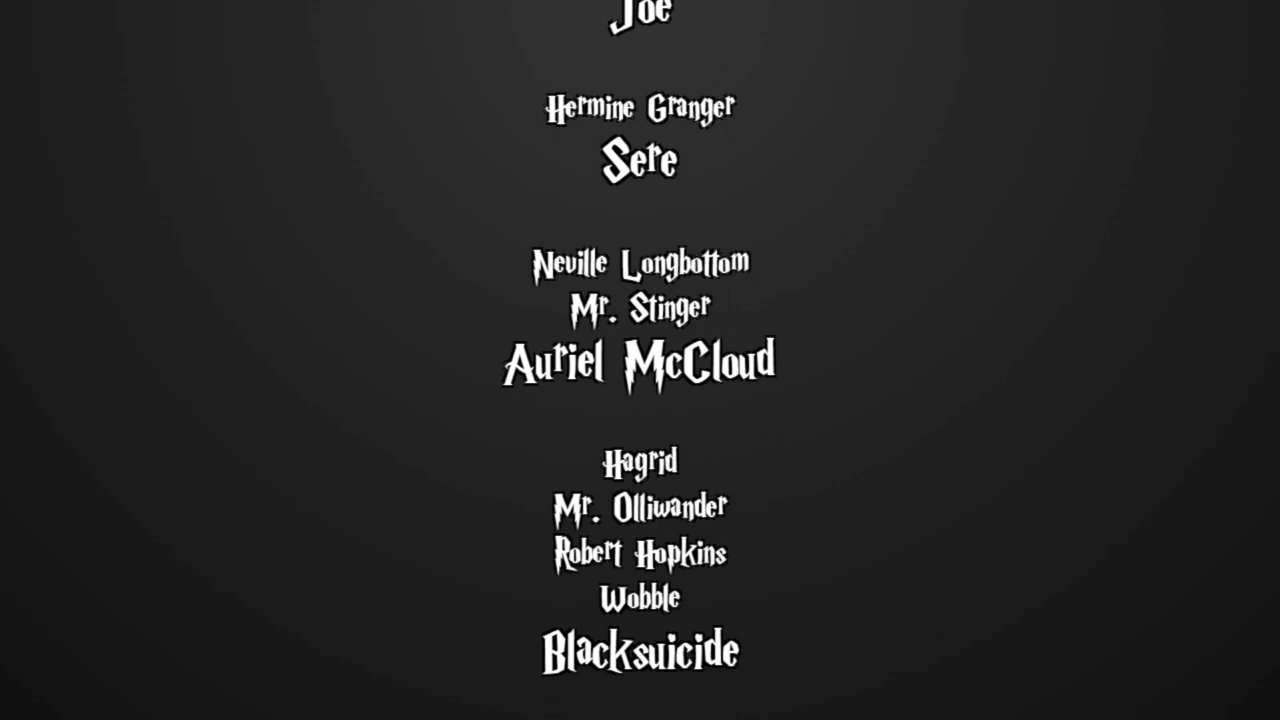 Joe
Hermine Granger
Sere
Neville Longbottom
Mr. Stinger
Auriel McCloud
Hagrid
Mr. Olliwander
Robert Hopkins
Wobble
Blacksuicide